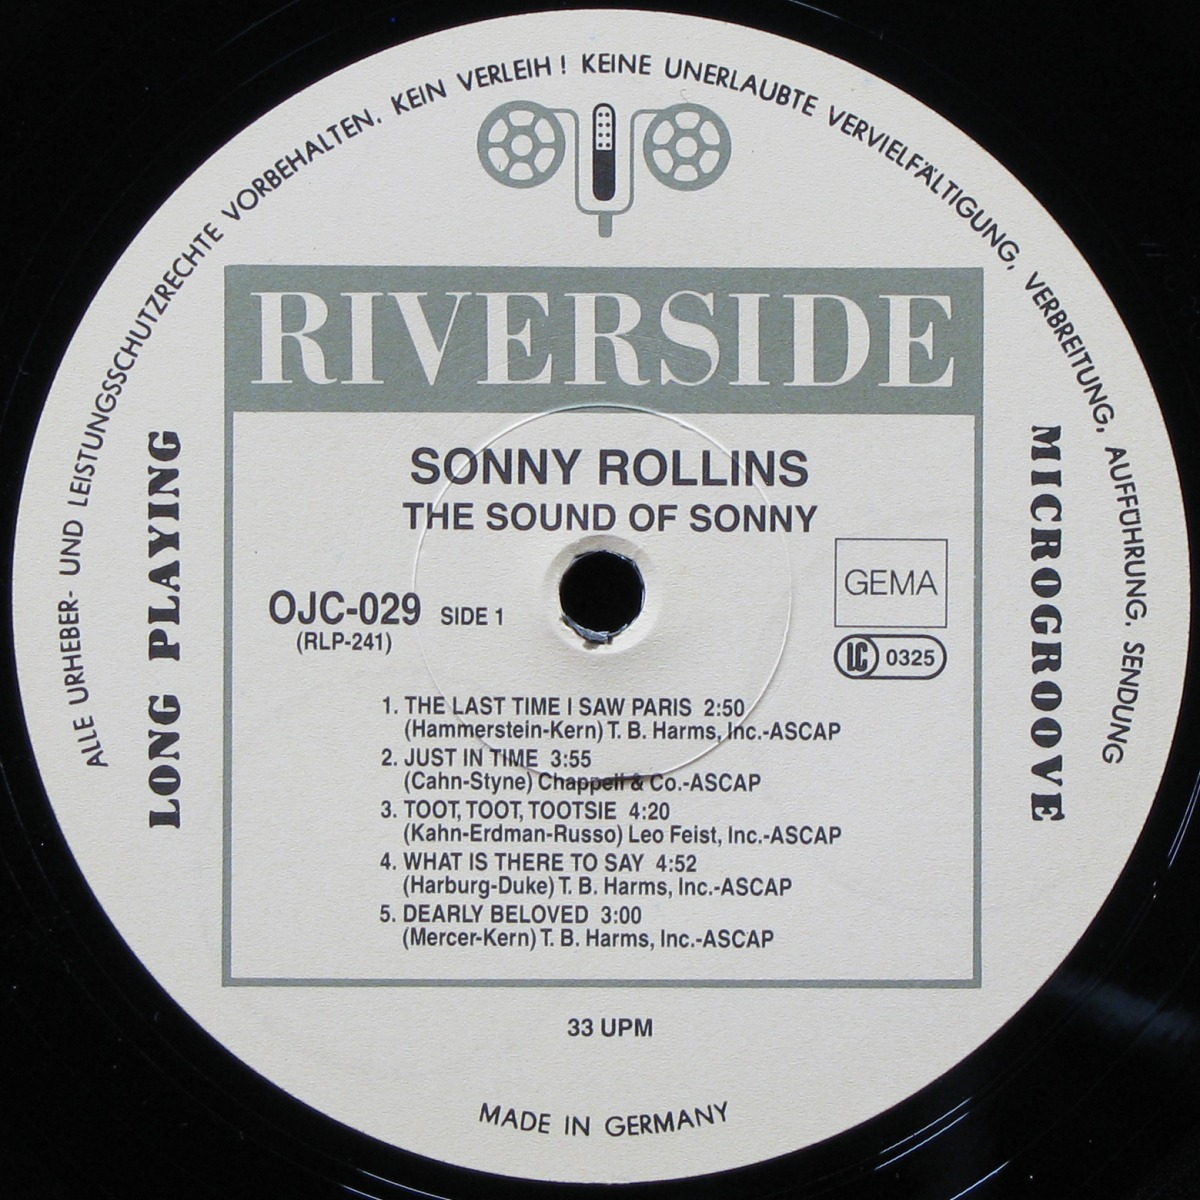 ALLE URHEBER- UND LEISTUNGSSCHUTZRECHTE VORBEHALTEN. KEIN VERLEIH! KEINE UNERLAUBTE VERVIELFÄLTIGUNG, VERBREITUNG, AUFFÜHRUNG, SENDUNG
RIVERSIDE
LONG PLAYING
MICROGROOVE
SONNY ROLLINS
THE SOUND OF SONNY
OJC-029 SIDE 1
(RLP-241)
GEMA
LC 0325
1. THE LAST TIME I SAW PARIS 2:50
(Hammerstein-Kern) T. B. Harms, Inc.-ASCAP
2. JUST IN TIME 3:55
(Cahn-Styne) Chappell & Co.-ASCAP
3. TOOT, TOOT, TOOTSIE 4:20
(Kahn-Erdman-Russo) Leo Feist, Inc.-ASCAP
4. WHAT IS THERE TO SAY 4:52
(Harburg-Duke) T. B. Harms, Inc.-ASCAP
5. DEARLY BELOVED 3:00
(Mercer-Kern) T. B. Harms, Inc.-ASCAP
33 UPM
MADE IN GERMANY